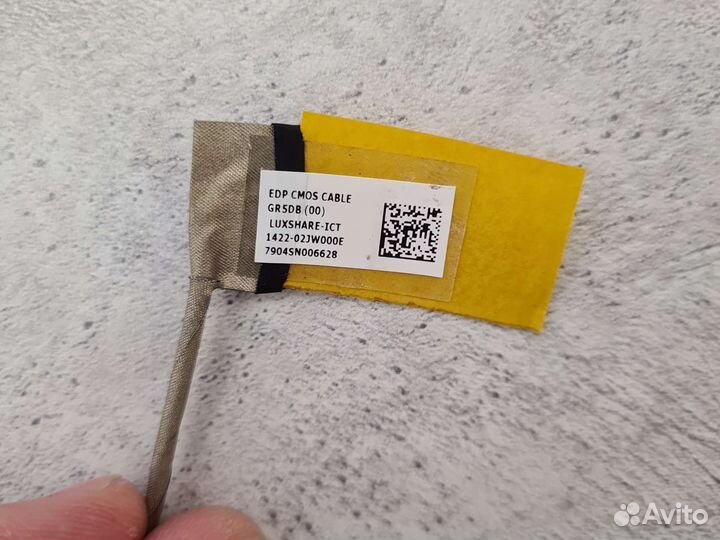 EDP CMOS CABLE
GR5DB (00)
LUXSHARE-ICT
1422-02JW000E
7904SN006628
Avito